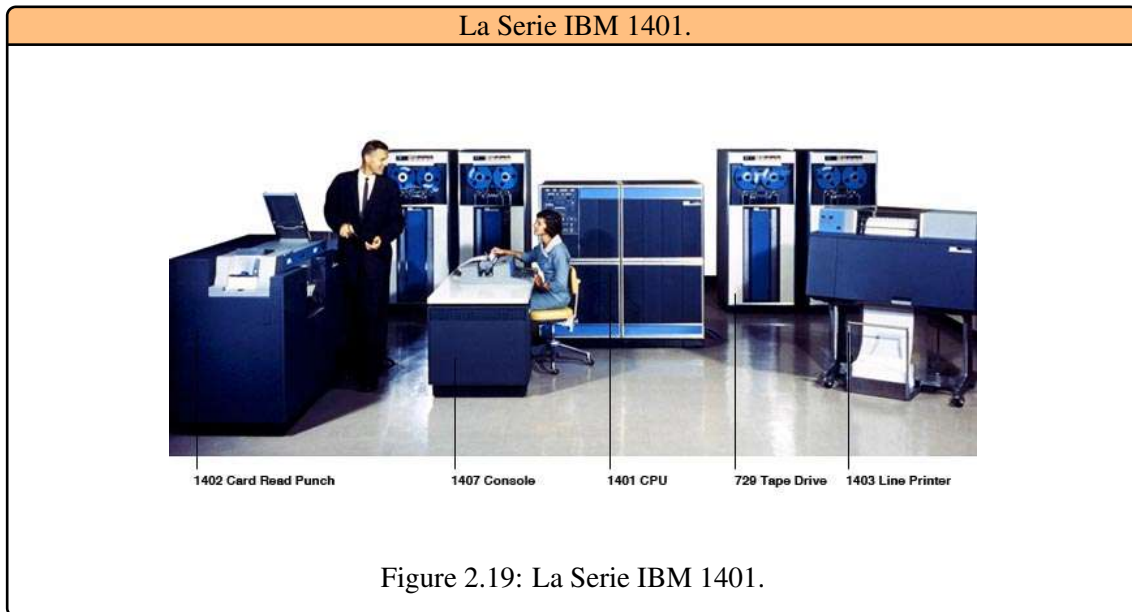 La Serie IBM 1401.
1402 Card Read Punch 1407 Console 1401 CPU 729 Tape Drive 1403 Line Printer
Figure 2.19: La Serie IBM 1401.